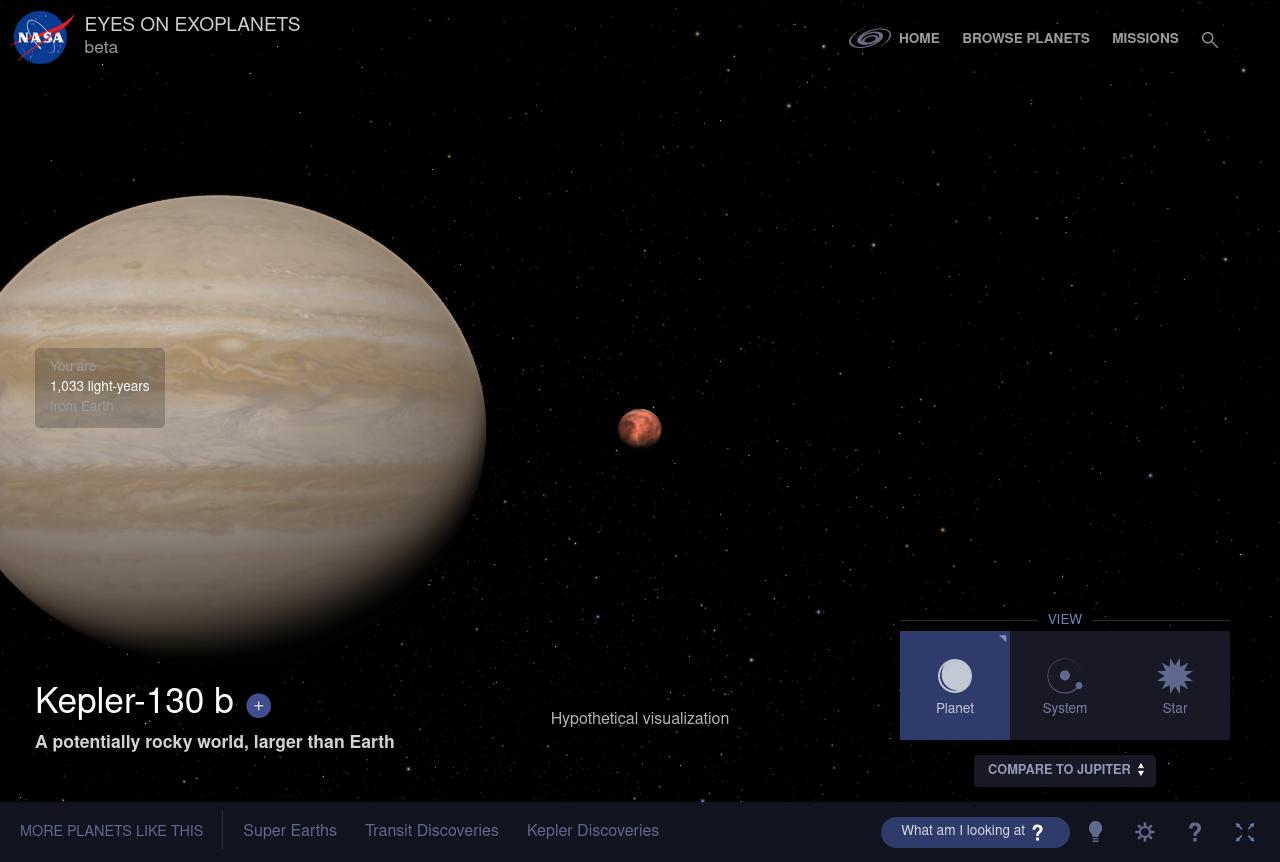 NASA
EYES ON EXOPLANETS
beta
HOME
BROWSE PLANETS
MISSIONS
You are
1,033 light-years
from Earth
Kepler-130 b +
A potentially rocky world, larger than Earth
Hypothetical visualization
VIEW
Planet
System
Star
COMPARE TO JUPITER
MORE PLANETS LIKE THIS
Super Earths
Transit Discoveries
Kepler Discoveries
What am I looking at ?
?